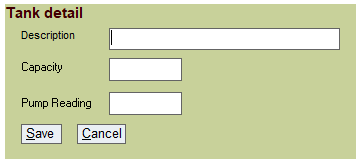 Tank detail
Description
Capacity
Pump Reading
Save Cancel